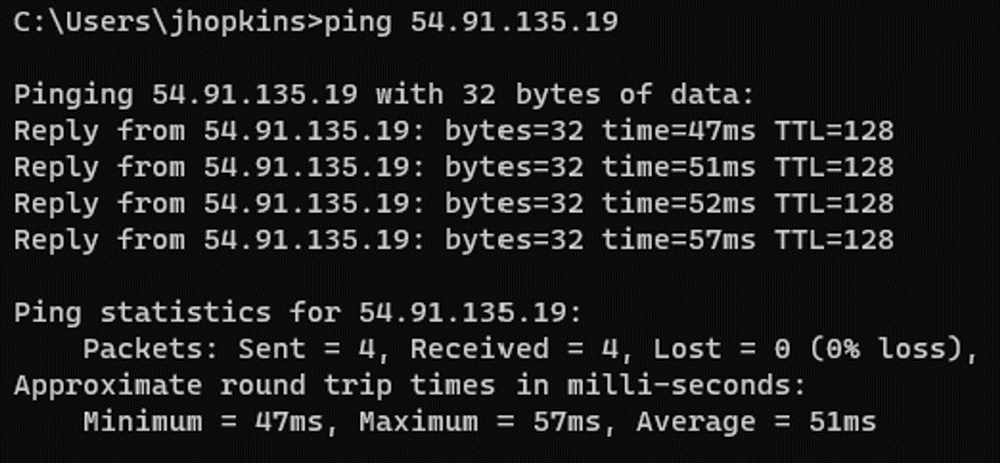 C:\Users\jhopkins>ping 54.91.135.19
Pinging 54.91.135.19 with 32 bytes of data:
Reply from 54.91.135.19: bytes=32 time=47ms TTL=128
Reply from 54.91.135.19: bytes=32 time=51ms TTL=128
Reply from 54.91.135.19: bytes=32 time=52ms TTL=128
Reply from 54.91.135.19: bytes=32 time=57ms TTL=128
Ping statistics for 54.91.135.19:
Packets: Sent = 4, Received = 4, Lost = 0 (0% loss),
Approximate round trip times in milli-seconds:
Minimum = 47ms, Maximum = 57ms, Average = 51ms